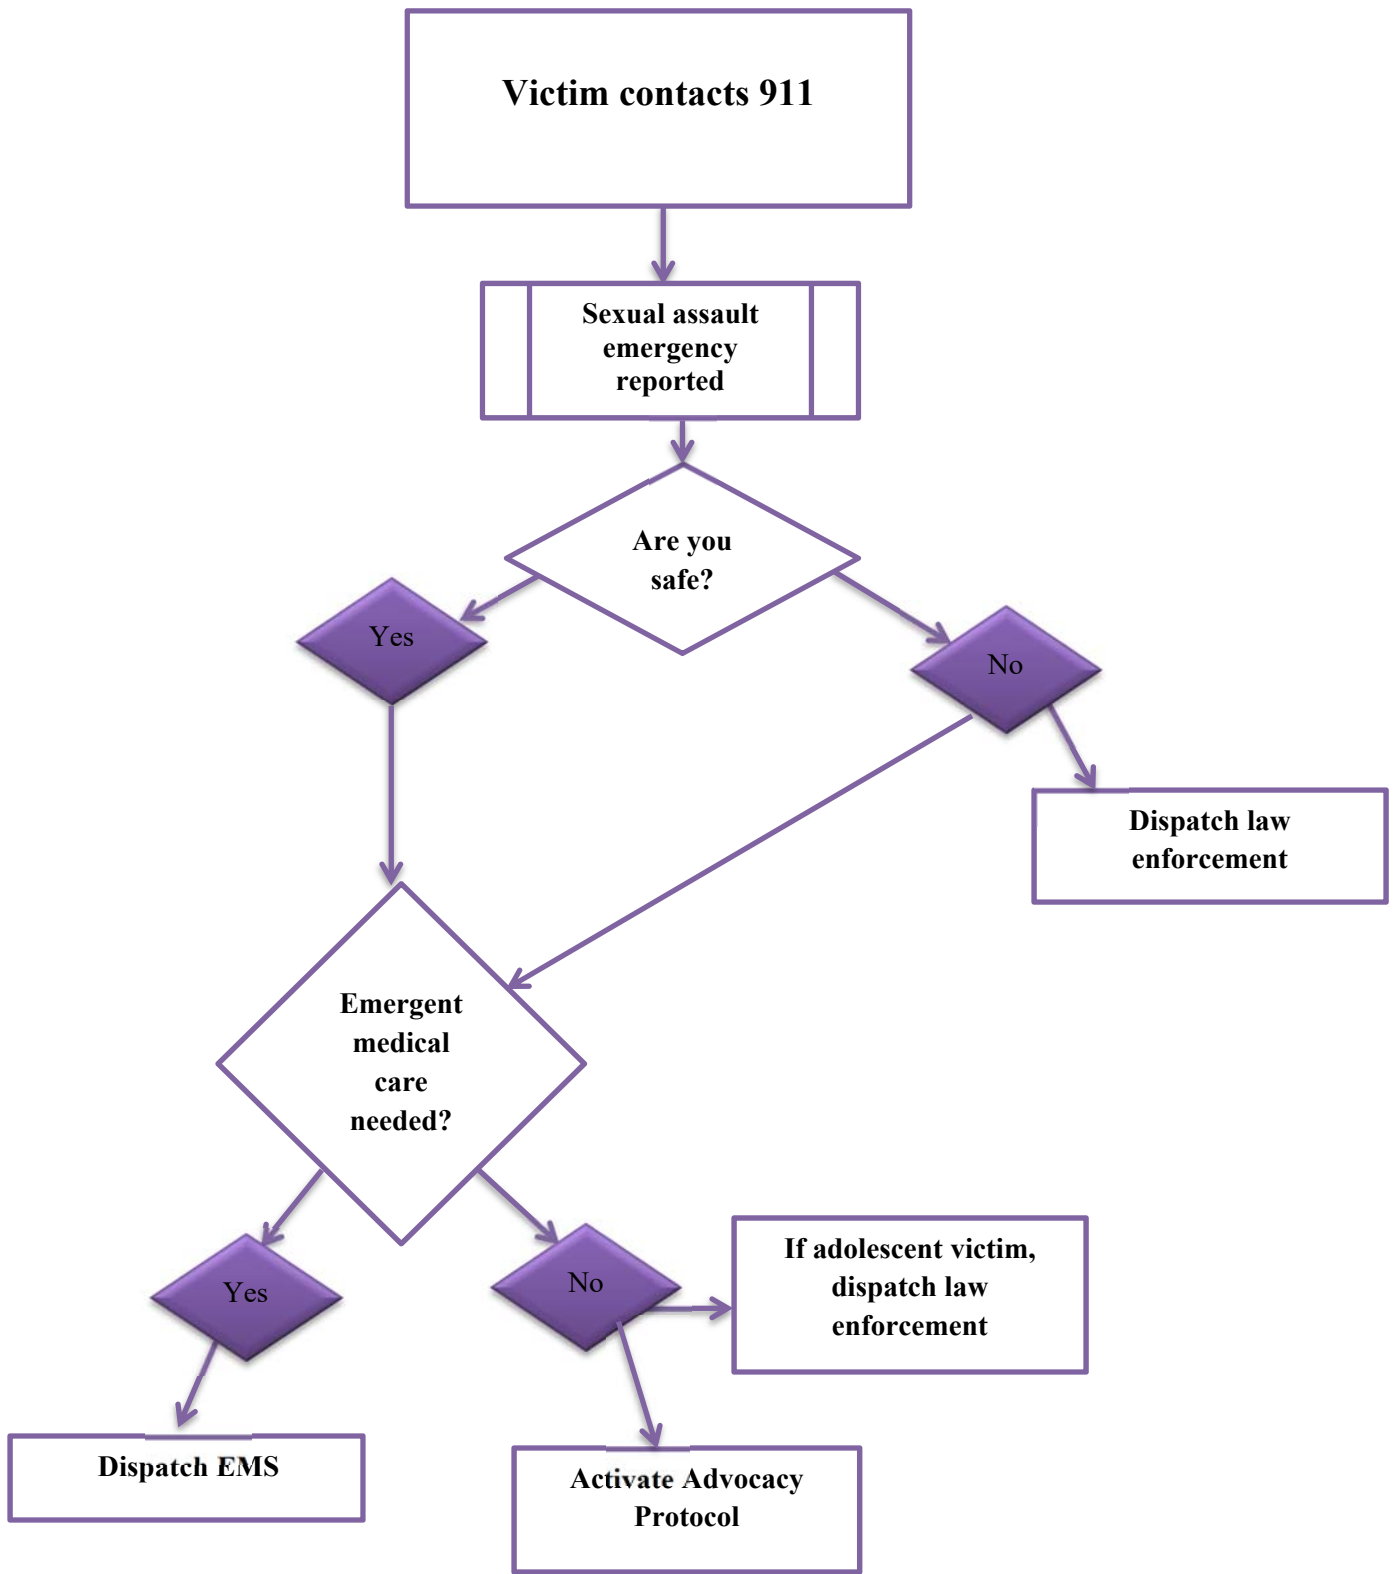 Victim contacts 911
Sexual assault
emergency
reported
Are you
safe?
Yes
No
Dispatch law
enforcement
Emergent
medical
care
needed?
Yes
No
If adolescent victim,
dispatch law
enforcement
Dispatch EMS
Activate Advocacy
Protocol